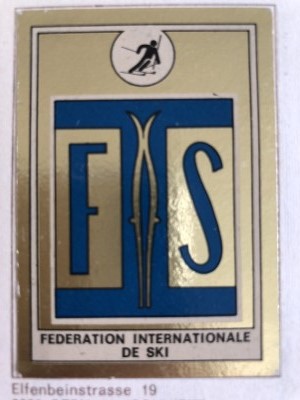 F I S
FEDERATION INTERNATIONALE
DE SKI
Elfenbeinstrasse 19